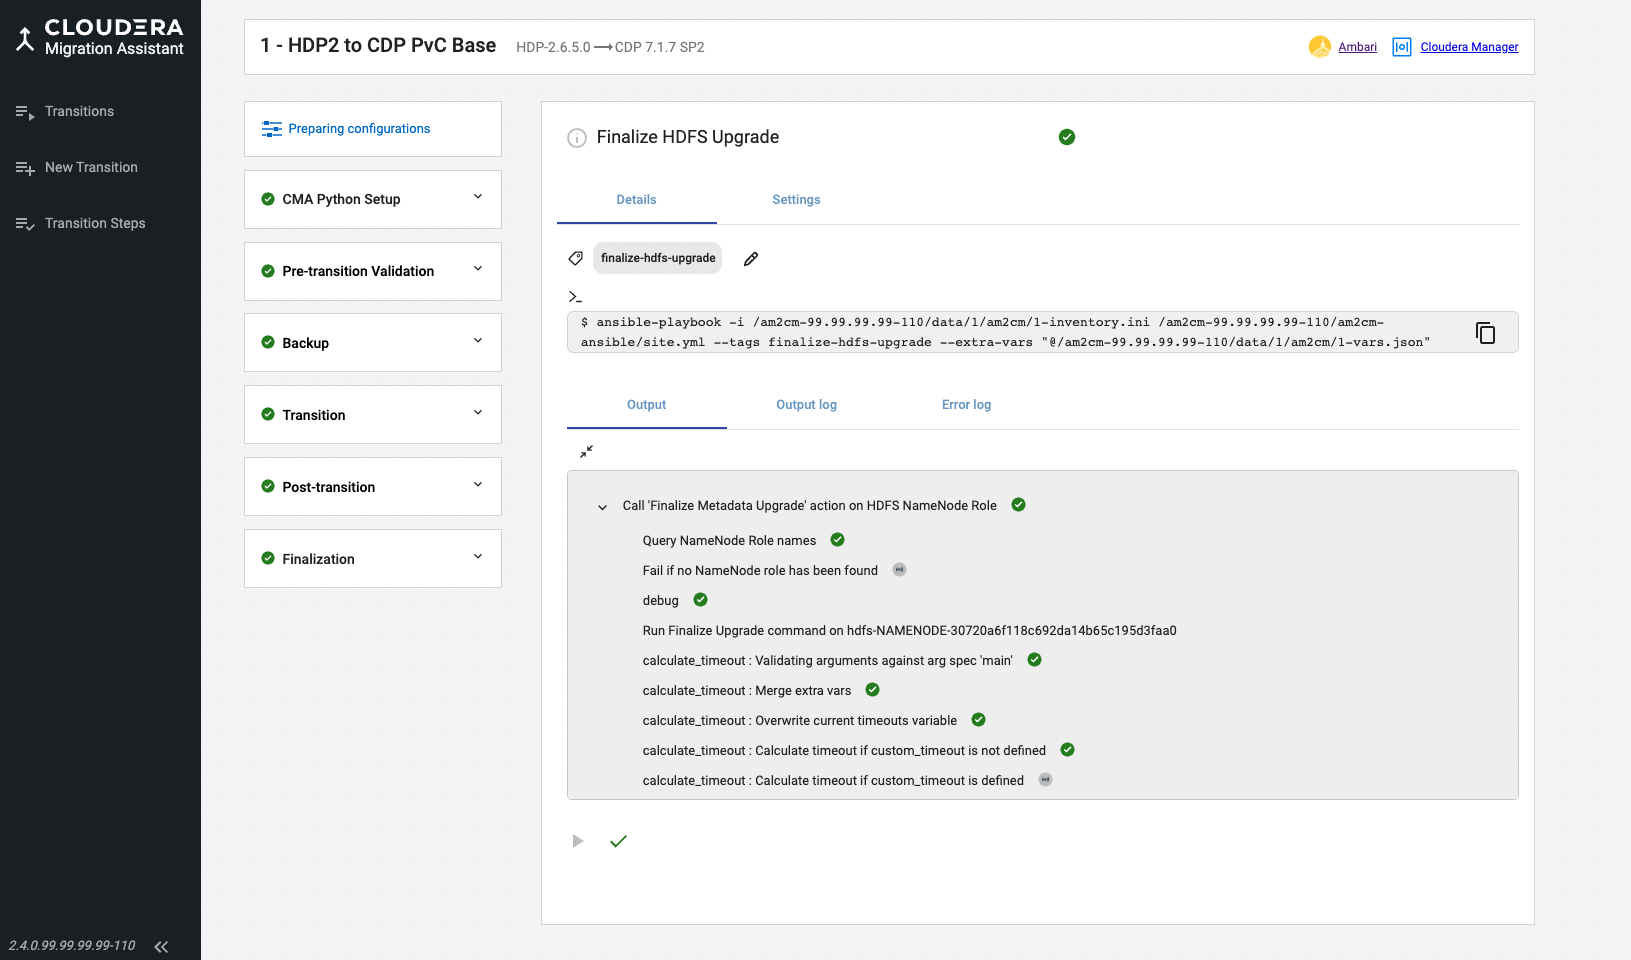 CLOUDERA
Migration Assistant
Transitions
New Transition
Transition Steps
2.4.0.99.99.99.99-110
1 - HDP2 to CDP PvC Base
HDP-2.6.5.0 ⟶ CDP 7.1.7 SP2
Ambari
Cloudera Manager
Preparing configurations
CMA Python Setup
Pre-transition Validation
Backup
Transition
Post-transition
Finalization
Finalize HDFS Upgrade
Details
Settings
finalize-hdfs-upgrade
$ ansible-playbook -i /am2cm-99.99.99.99-110/data/1/am2cm/1-inventory.ini /am2cm-99.99.99.99-110/am2cm-
ansible/site.yml --tags finalize-hdfs-upgrade --extra-vars "@/am2cm-99.99.99.99-110/data/1/am2cm/1-vars.json"
Output
Output log
Error log
Call 'Finalize Metadata Upgrade' action on HDFS NameNode Role
Query NameNode Role names
Fail if no NameNode role has been found
debug
Run Finalize Upgrade command on hdfs-NAMENODE-30720a6f118c692da14b65c195d3faa0
calculate_timeout : Validating arguments against arg spec 'main'
calculate_timeout : Merge extra vars
calculate_timeout : Overwrite current timeouts variable
calculate_timeout : Calculate timeout if custom_timeout is not defined
calculate_timeout : Calculate timeout if custom_timeout is defined